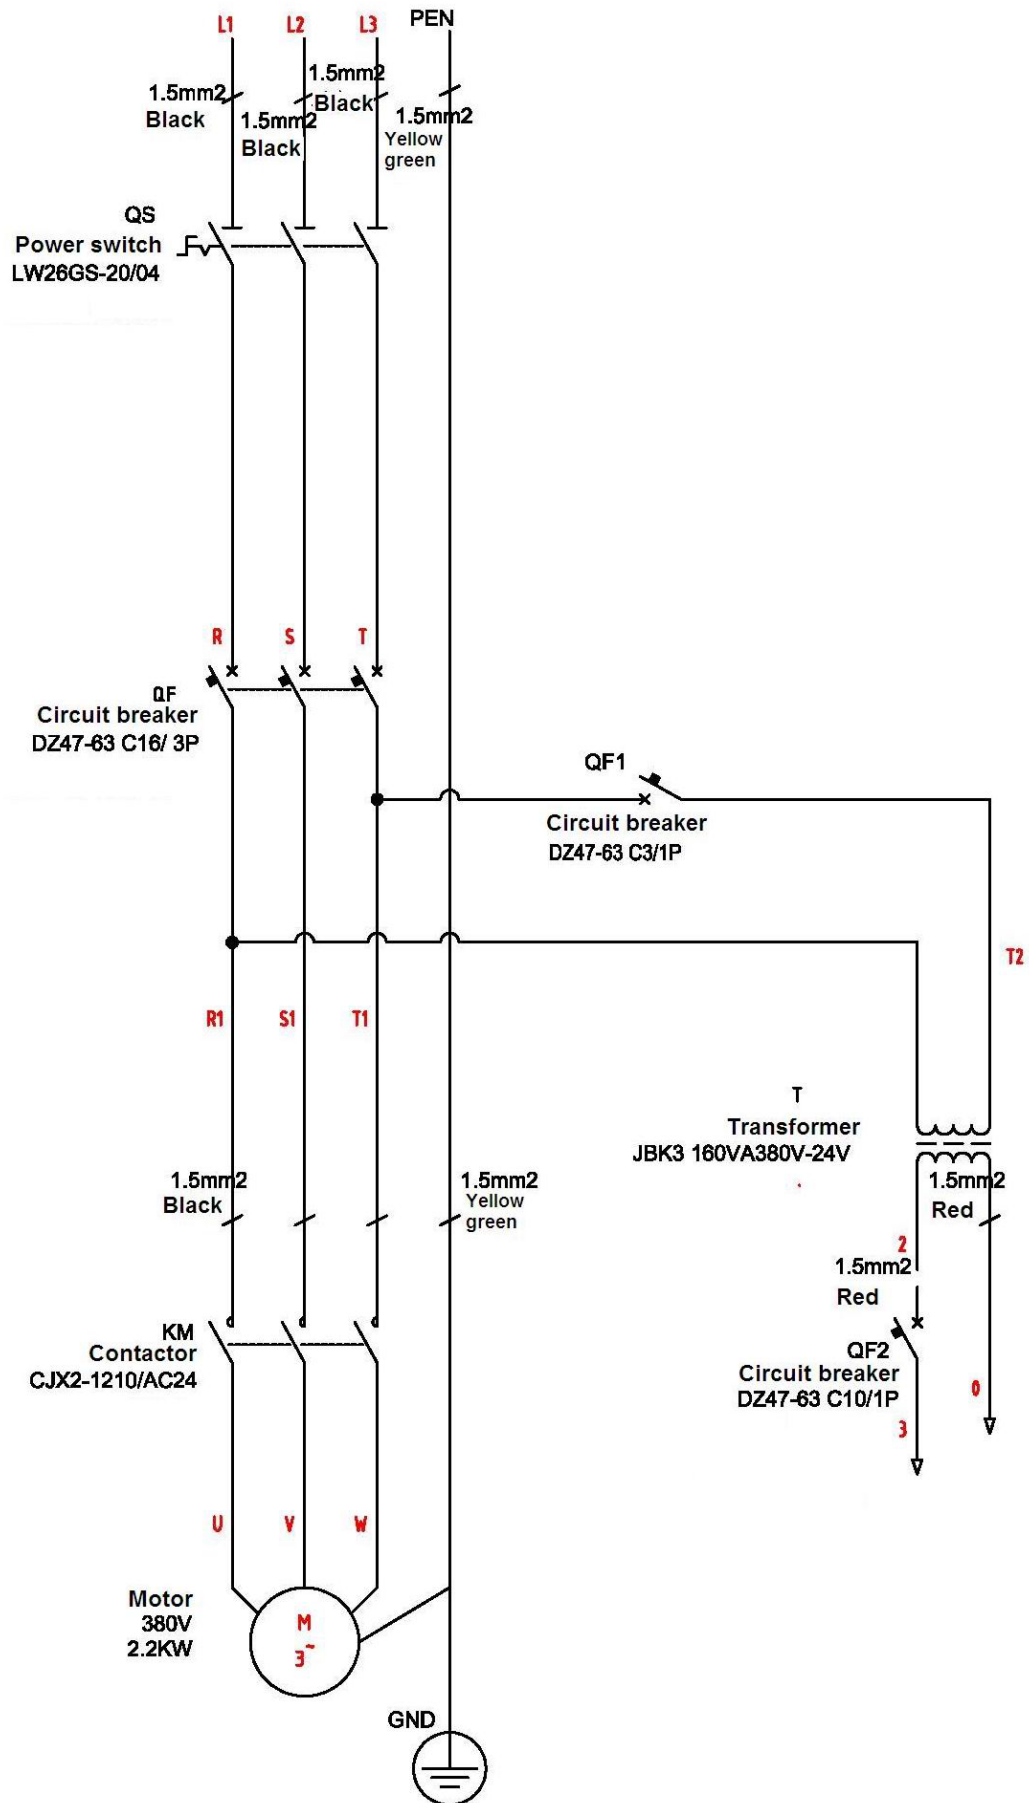 L1
L2
L3
PEN
1.5mm2
Black
1.5mm2
Black
1.5mm2
Black
1.5mm2
Yellow
green
QS
Power switch
LW26GS-20/04
R
S
T
QF
Circuit breaker
DZ47-63 C16/ 3P
QF1
Circuit breaker
DZ47-63 C3/1P
T2
R1
S1
T1
T
Transformer
JBK3 160VA380V-24V
1.5mm2
Black
1.5mm2
Yellow
green
1.5mm2
Red
2
1.5mm2
Red
KM
Contactor
CJX2-1210/AC24
QF2
Circuit breaker
DZ47-63 C10/1P
0
3
U
V
W
Motor
380V
2.2KW
M
3~
GND